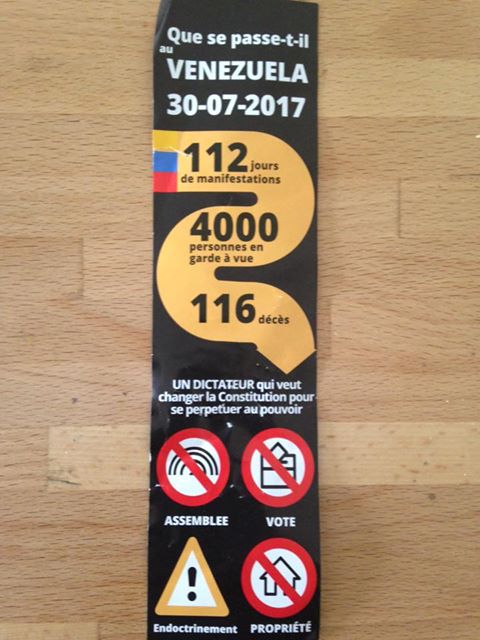 Que se passe-t-il
au
VENEZUELA
30-07-2017
112 jours
de manifestations
4000
personnes en
garde à vue
116 décès
UN DICTATEUR qui veut
changer la Constitution pour
se perpetuer au pouvoir
ASSEMBLEE VOTE
Endoctrinement PROPRIÉTÉ